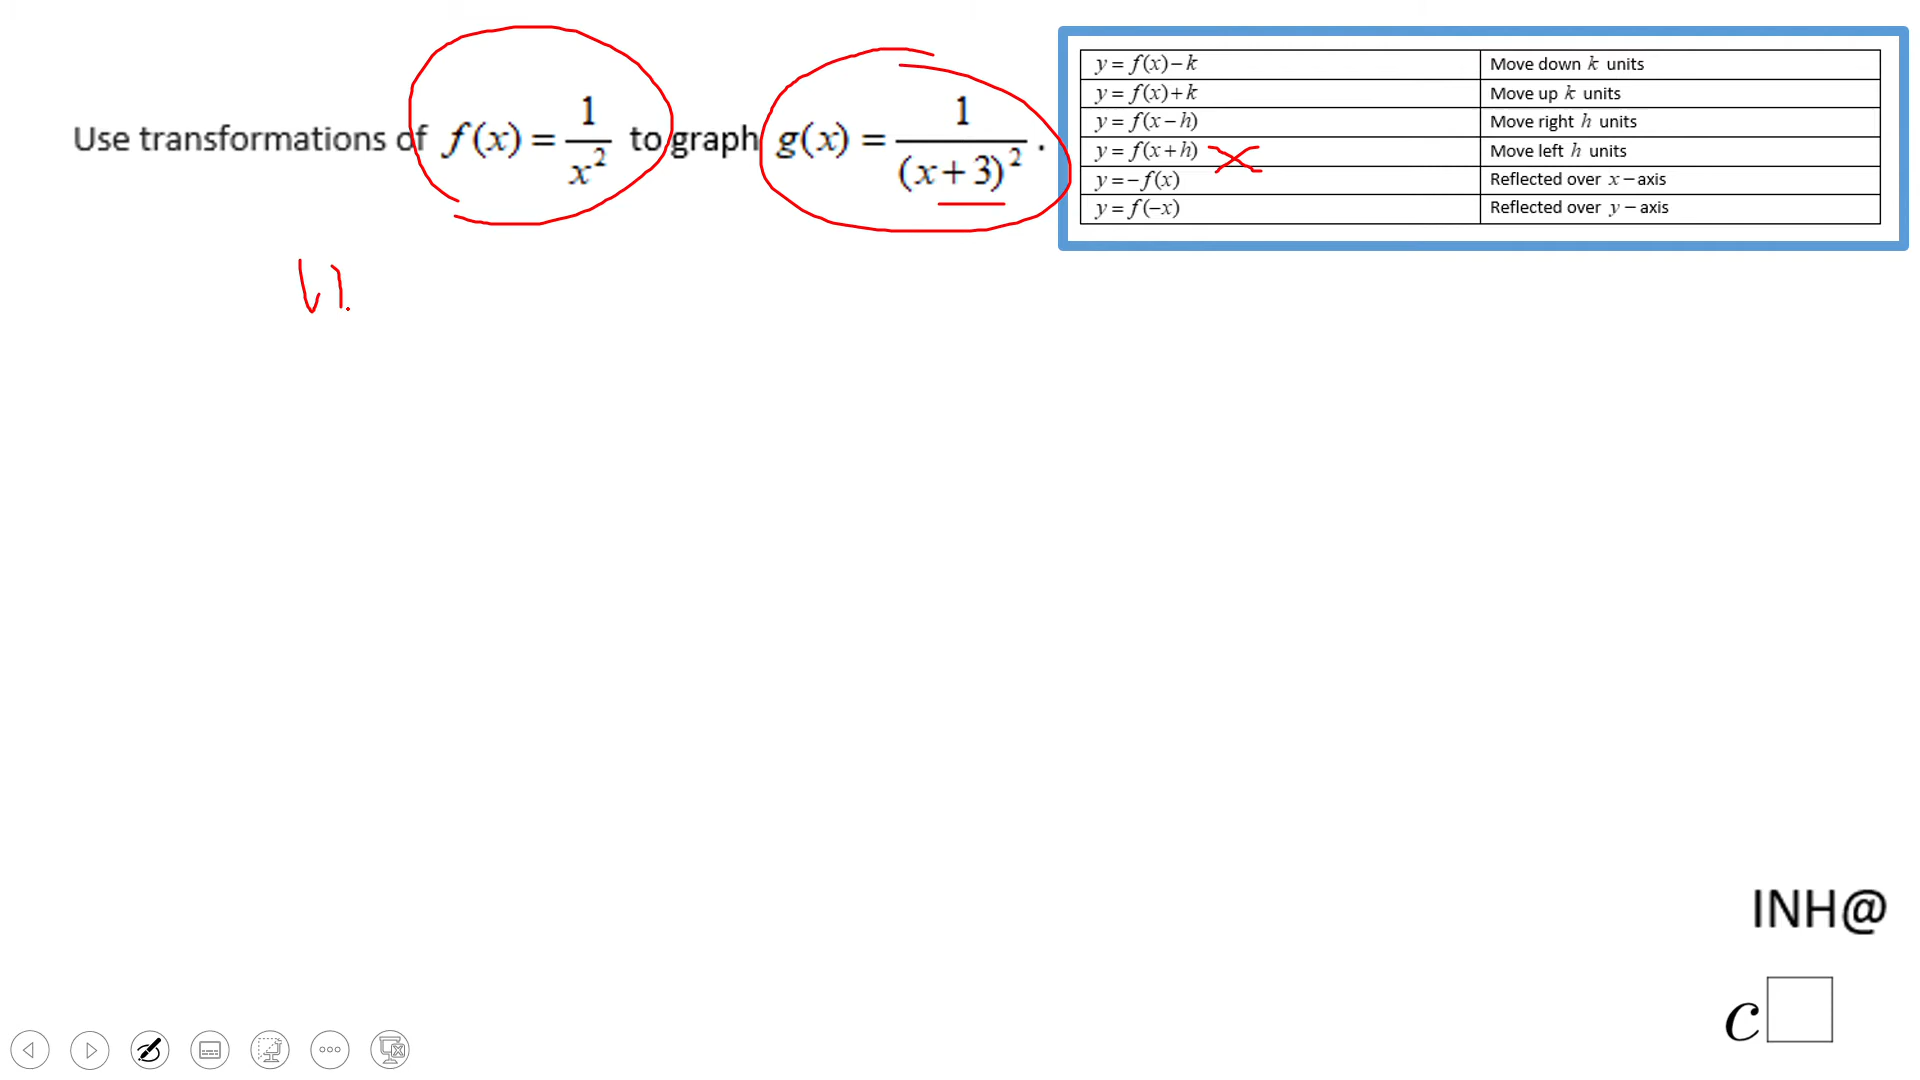 Use transformations of f(x) = 1/x² to graph g(x) = 1/(x+3)².
y = f(x) − k Move down k units
y = f(x) + k Move up k units
y = f(x − h) Move right h units
y = f(x + h) Move left h units
y = −f(x) Reflected over x − axis
y = f(−x) Reflected over y − axis
INH@
c